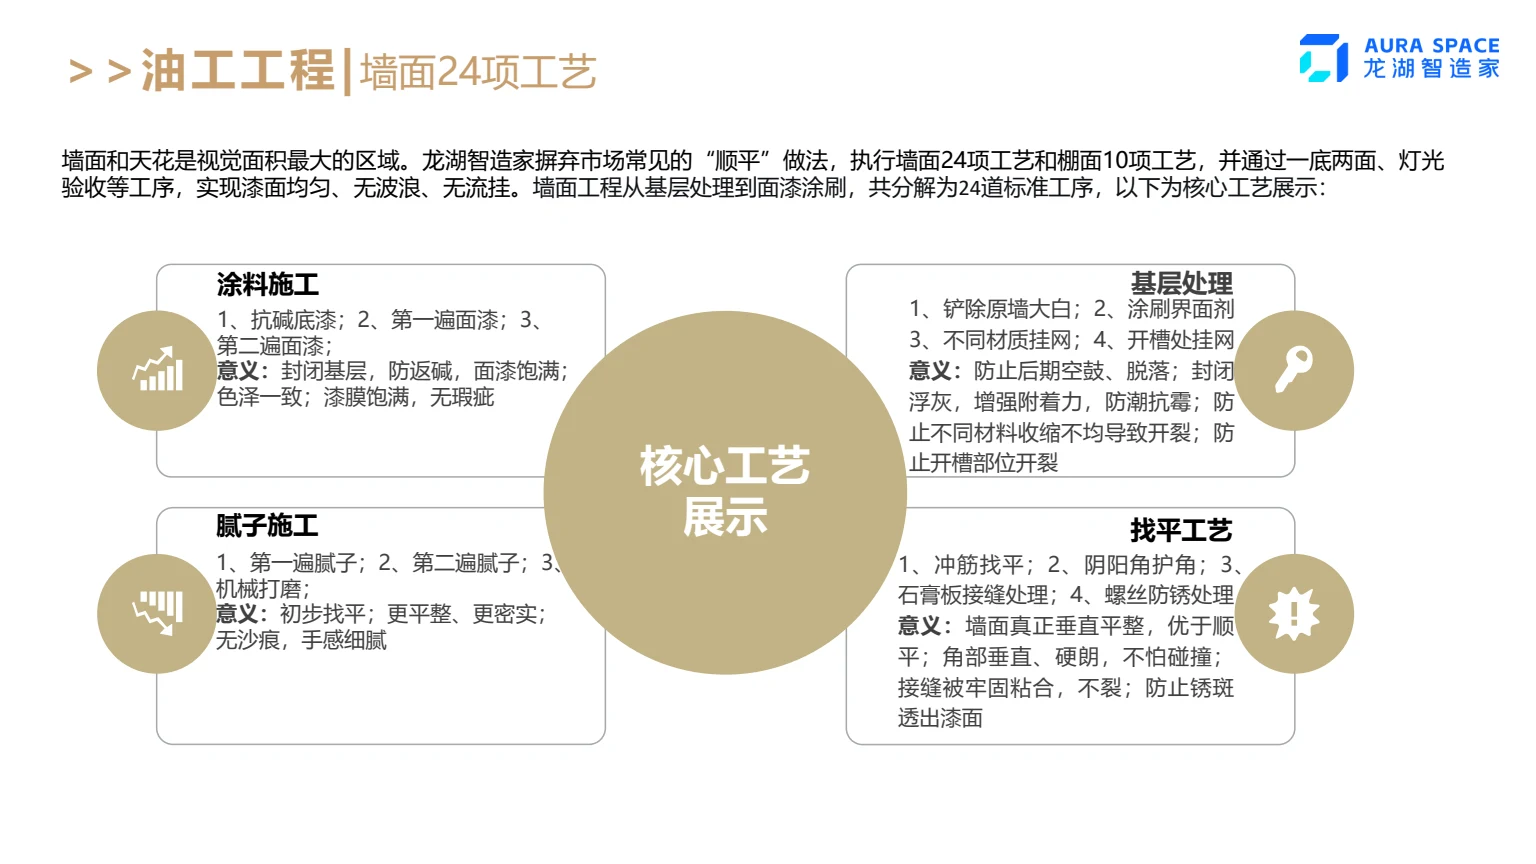 >>油工工程|墙面24项工艺
AURA SPACE
龙湖智造家
墙面和天花是视觉面积最大的区域。龙湖智造家摒弃市场常见的“顺平”做法，执行墙面24项工艺和棚面10项工艺，并通过一底两面、灯光
验收等工序，实现漆面均匀、无波浪、无流挂。墙面工程从基层处理到面漆涂刷，共分解为24道标准工序，以下为核心工艺展示：
涂料施工
1、抗碱底漆；2、第一遍面漆；3、
第二遍面漆；
意义：封闭基层，防返碱，面漆饱满；
色泽一致；漆膜饱满，无瑕疵
基层处理
1、铲除原墙大白；2、涂刷界面剂
3、不同材质挂网；4、开槽处挂网
意义：防止后期空鼓、脱落；封闭
浮灰，增强附着力，防潮抗霉；防
止不同材料收缩不均导致开裂；防
止开槽部位开裂
核心工艺
展示
腻子施工
1、第一遍腻子；2、第二遍腻子；3、
机械打磨；
意义：初步找平；更平整、更密实；
无沙痕，手感细腻
找平工艺
1、冲筋找平；2、阴阳角护角；3、
石膏板接缝处理；4、螺丝防锈处理
意义：墙面真正垂直平整，优于顺
平；角部垂直、硬朗，不怕碰撞；
接缝被牢固粘合，不裂；防止锈斑
透出漆面